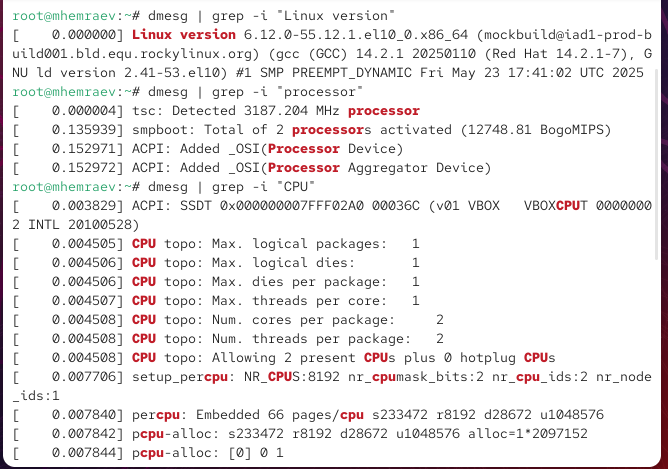 root@mhemraev:~# dmesg | grep -i "Linux version"
[    0.000000] Linux version 6.12.0-55.12.1.el10_0.x86_64 (mockbuild@iad1-prod-b
uild001.bld.equ.rockylinux.org) (gcc (GCC) 14.2.1 20250110 (Red Hat 14.2.1-7), G
NU ld version 2.41-53.el10) #1 SMP PREEMPT_DYNAMIC Fri May 23 17:41:02 UTC 2025
root@mhemraev:~# dmesg | grep -i "processor"
[    0.000004] tsc: Detected 3187.204 MHz processor
[    0.135939] smpboot: Total of 2 processors activated (12748.81 BogoMIPS)
[    0.152971] ACPI: Added _OSI(Processor Device)
[    0.152972] ACPI: Added _OSI(Processor Aggregator Device)
root@mhemraev:~# dmesg | grep -i "CPU"
[    0.003829] ACPI: SSDT 0x000000007FFF02A0 00036C (v01 VBOX   VBOXCPUT 0000000
2 INTL 20100528)
[    0.004505] CPU topo: Max. logical packages:   1
[    0.004506] CPU topo: Max. logical dies:       1
[    0.004506] CPU topo: Max. dies per package:   1
[    0.004507] CPU topo: Max. threads per core:   1
[    0.004508] CPU topo: Num. cores per package:     2
[    0.004508] CPU topo: Num. threads per package:   2
[    0.004508] CPU topo: Allowing 2 present CPUs plus 0 hotplug CPUs
[    0.007706] setup_percpu: NR_CPUS:8192 nr_cpumask_bits:2 nr_cpu_ids:2 nr_node
_ids:1
[    0.007840] percpu: Embedded 66 pages/cpu s233472 r8192 d28672 u1048576
[    0.007842] pcpu-alloc: s233472 r8192 d28672 u1048576 alloc=1*2097152
[    0.007844] pcpu-alloc: [0] 0 1